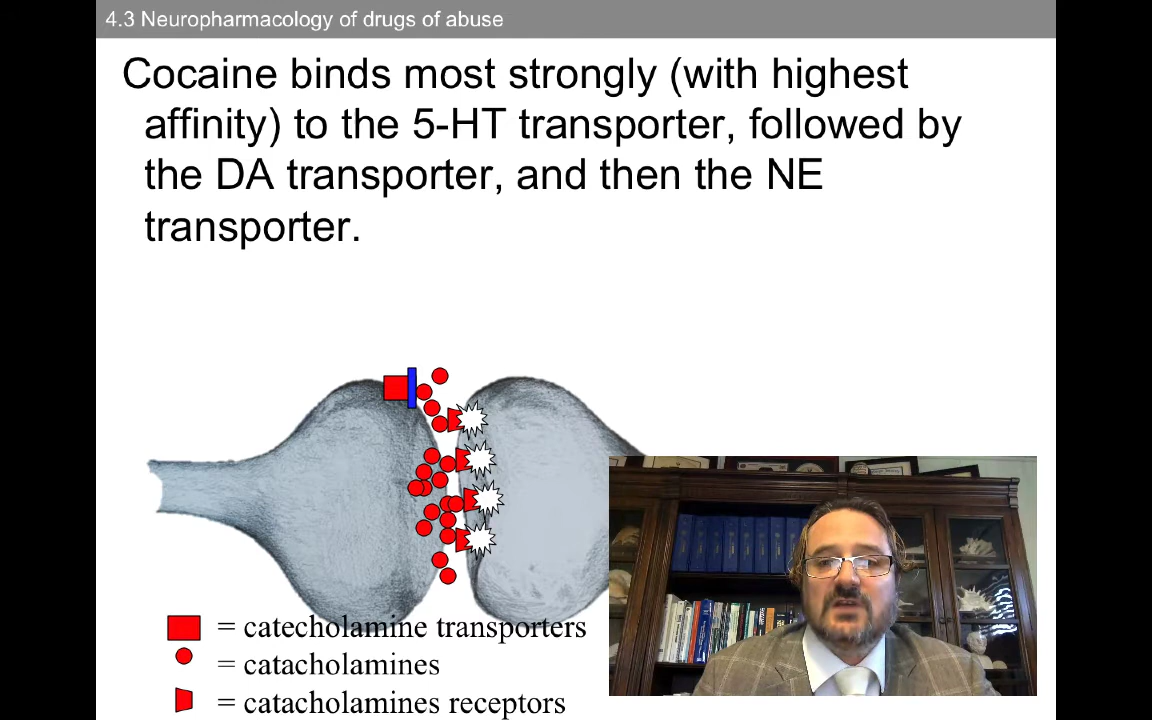 4.3 Neuropharmacology of drugs of abuse
Cocaine binds most strongly (with highest
affinity) to the 5-HT transporter, followed by
the DA transporter, and then the NE
transporter.
= catecholamine transporters
= catacholamines
= catacholamines receptors